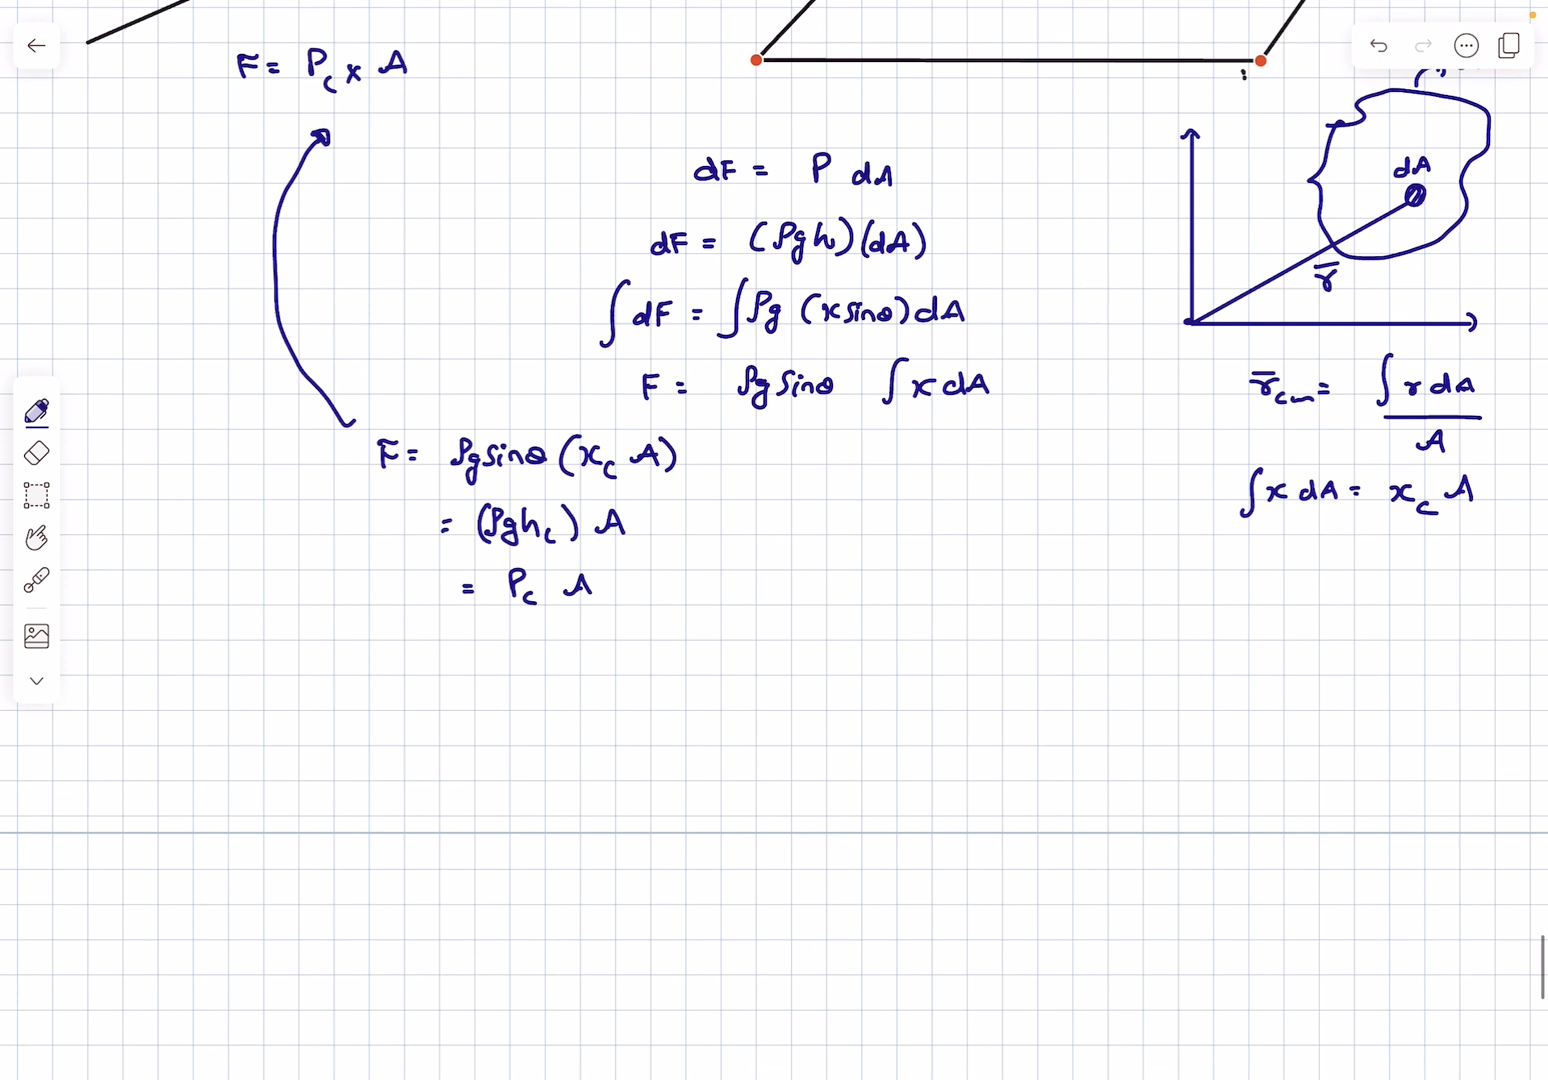 F = P_c x A
dF = P dA
dF = (ρgh)(dA)
∫dF = ∫ρg (x sinθ) dA
F = ρg sinθ ∫x dA
F = ρg sinθ (x_c A)
= (ρgh_c) A
= P_c A
dA
r̅
r̅_cm = ∫r dA / A
∫x dA = x_c A